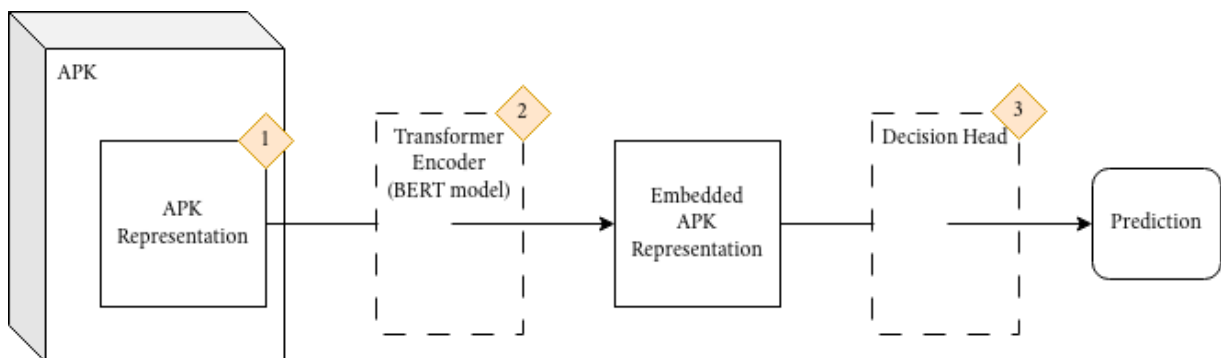 APK
1
APK
Representation
2
Transformer
Encoder
(BERT model)
Embedded
APK
Representation
3
Decision Head
Prediction